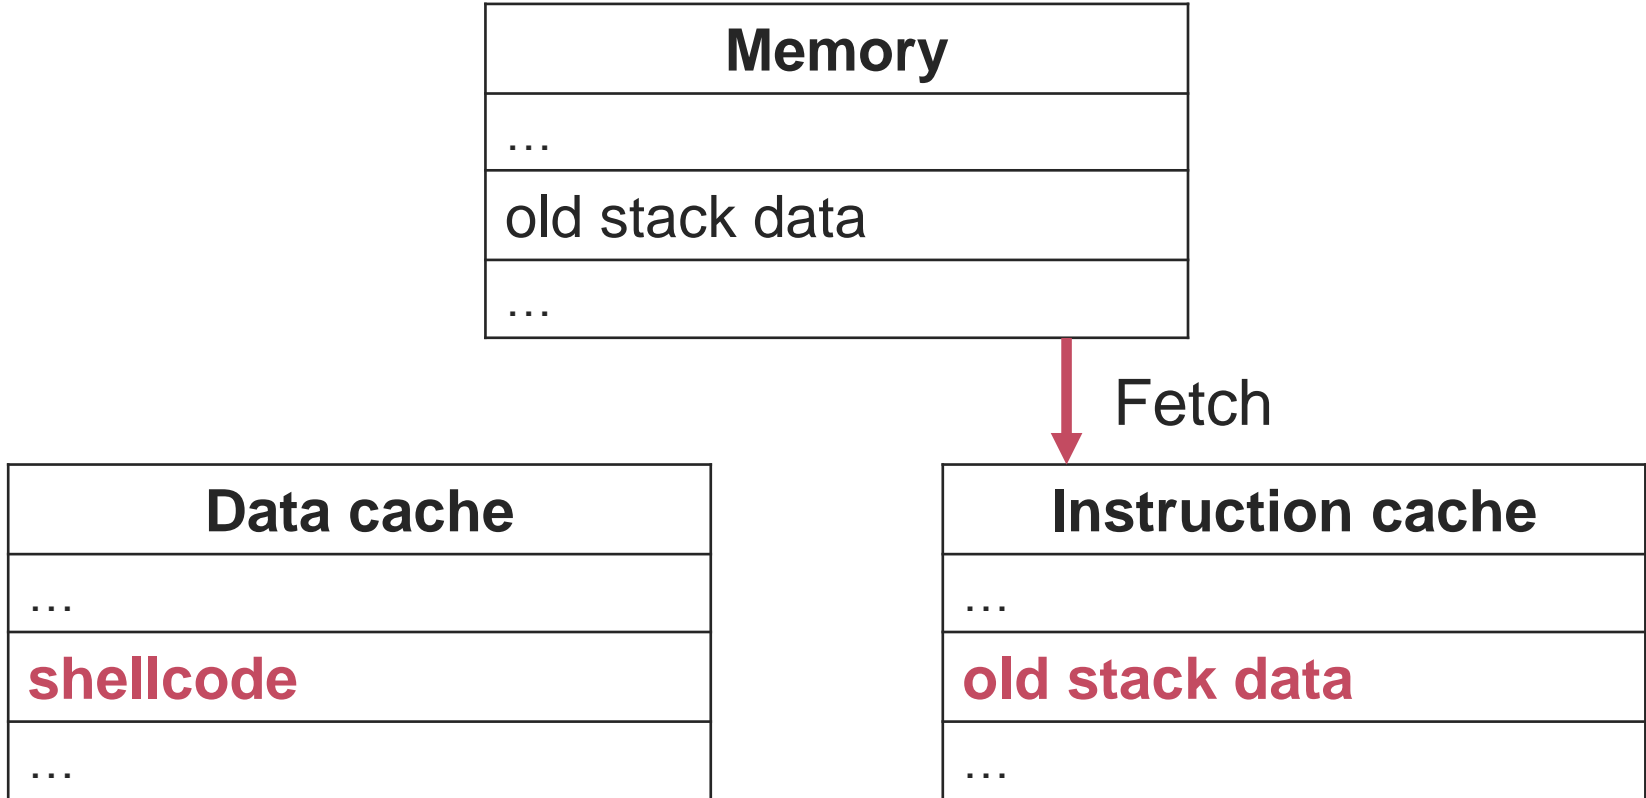 Memory
…
old stack data
…
Fetch
Data cache
…
shellcode
…
Instruction cache
…
old stack data
…